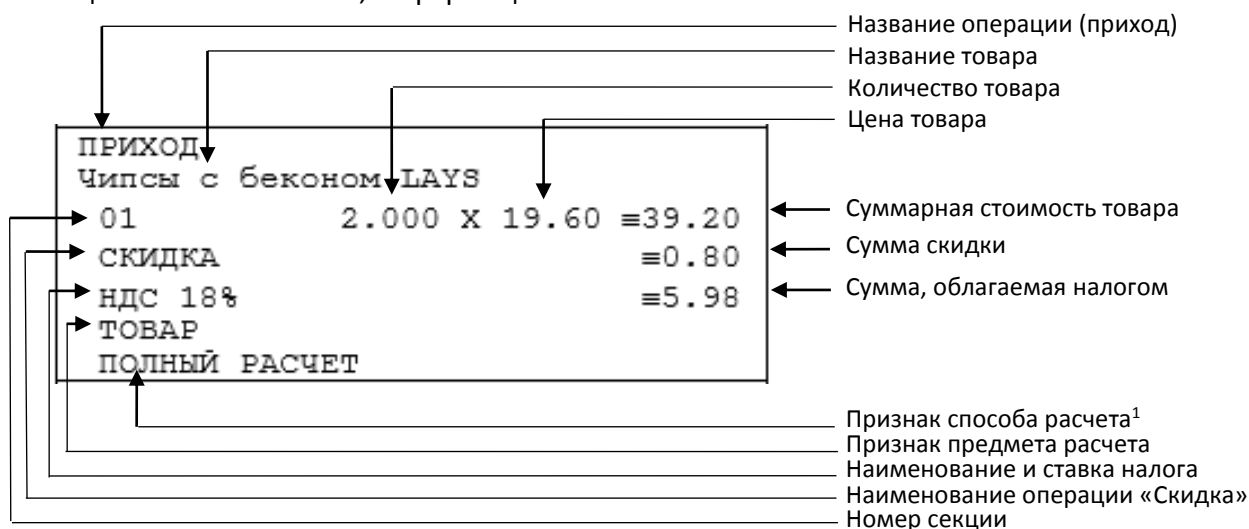 Название операции (приход)
Название товара
Количество товара
Цена товара
ПРИХОД
Чипсы с беконом LAYS
01 2.000 X 19.60 ≡39.20
СКИДКА ≡0.80
НДС 18% ≡5.98
ТОВАР
ПОЛНЫЙ РАСЧЕТ
Суммарная стоимость товара
Сумма скидки
Сумма, облагаемая налогом
Признак способа расчета¹
Признак предмета расчета
Наименование и ставка налога
Наименование операции «Скидка»
Номер секции